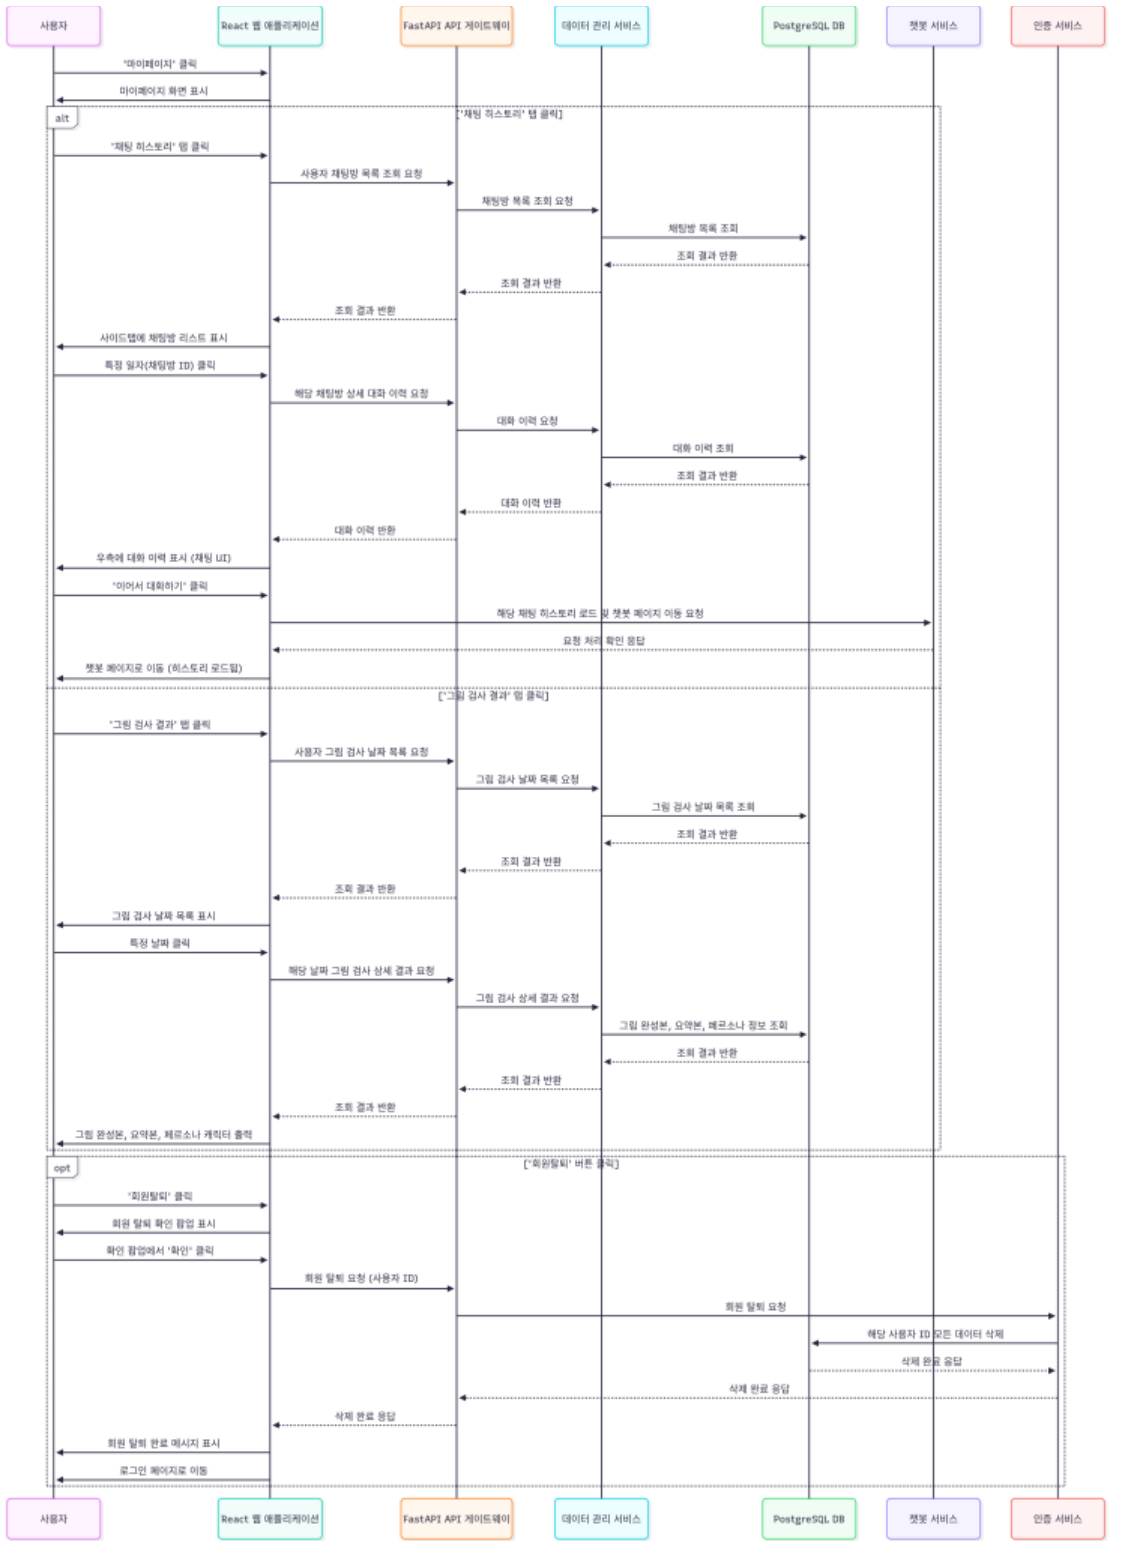 사용자
React 웹 애플리케이션
FastAPI API 게이트웨이
데이터 관리 서비스
PostgreSQL DB
챗봇 서비스
인증 서비스
'마이페이지' 클릭
마이페이지 화면 표시
alt
['채팅 히스토리' 탭 클릭]
'채팅 히스토리' 탭 클릭
사용자 채팅방 목록 조회 요청
채팅방 목록 조회 요청
채팅방 목록 조회
조회 결과 반환
조회 결과 반환
조회 결과 반환
사이드탭에 채팅방 리스트 표시
특정 일자(채팅방 ID) 클릭
해당 채팅방 상세 대화 이력 요청
대화 이력 요청
대화 이력 조회
조회 결과 반환
대화 이력 반환
대화 이력 반환
우측에 대화 이력 표시 (채팅 UI)
'이어서 대화하기' 클릭
해당 채팅 히스토리 로드 및 챗봇 페이지 이동 요청
요청 처리 확인 응답
챗봇 페이지로 이동 (히스토리 로드됨)
['그림 검사 결과' 탭 클릭]
'그림 검사 결과' 탭 클릭
사용자 그림 검사 날짜 목록 요청
그림 검사 날짜 목록 요청
그림 검사 날짜 목록 조회
조회 결과 반환
조회 결과 반환
조회 결과 반환
그림 검사 날짜 목록 표시
특정 날짜 클릭
해당 날짜 그림 검사 상세 결과 요청
그림 검사 상세 결과 요청
그림 완성본, 요약본, 페르소나 정보 조회
조회 결과 반환
조회 결과 반환
조회 결과 반환
그림 완성본, 요약본, 페르소나 캐릭터 출력
opt
['회원탈퇴' 버튼 클릭]
'회원탈퇴' 클릭
회원 탈퇴 확인 팝업 표시
확인 팝업에서 '확인' 클릭
회원 탈퇴 요청 (사용자 ID)
회원 탈퇴 요청
해당 사용자 ID 모든 데이터 삭제
삭제 완료 응답
삭제 완료 응답
삭제 완료 응답
회원 탈퇴 완료 메시지 표시
로그인 페이지로 이동
사용자
React 웹 애플리케이션
FastAPI API 게이트웨이
데이터 관리 서비스
PostgreSQL DB
챗봇 서비스
인증 서비스